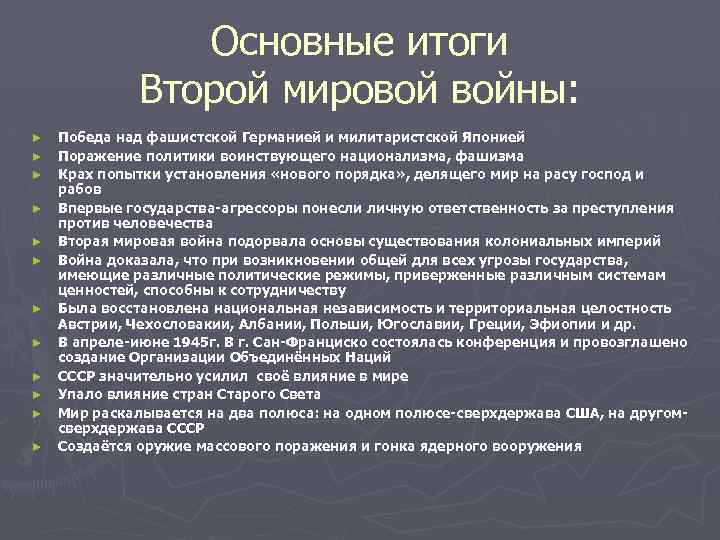 Основные итоги
Второй мировой войны:
► Победа над фашистской Германией и милитаристской Японией
► Поражение политики воинствующего национализма, фашизма
► Крах попытки установления «нового порядка», делящего мир на расу господ и
рабов
► Впервые государства-агрессоры понесли личную ответственность за преступления
против человечества
► Вторая мировая война подорвала основы существования колониальных империй
► Война доказала, что при возникновении общей для всех угрозы государства,
имеющие различные политические режимы, приверженные различным системам
ценностей, способны к сотрудничеству
► Была восстановлена национальная независимость и территориальная целостность
Австрии, Чехословакии, Албании, Польши, Югославии, Греции, Эфиопии и др.
► В апреле-июне 1945г. В г. Сан-Франциско состоялась конференция и провозглашено
создание Организации Объединённых Наций
► СССР значительно усилил своё влияние в мире
► Упало влияние стран Старого Света
► Мир раскалывается на два полюса: на одном полюсе-сверхдержава США, на другом-
сверхдержава СССР
► Создаётся оружие массового поражения и гонка ядерного вооружения